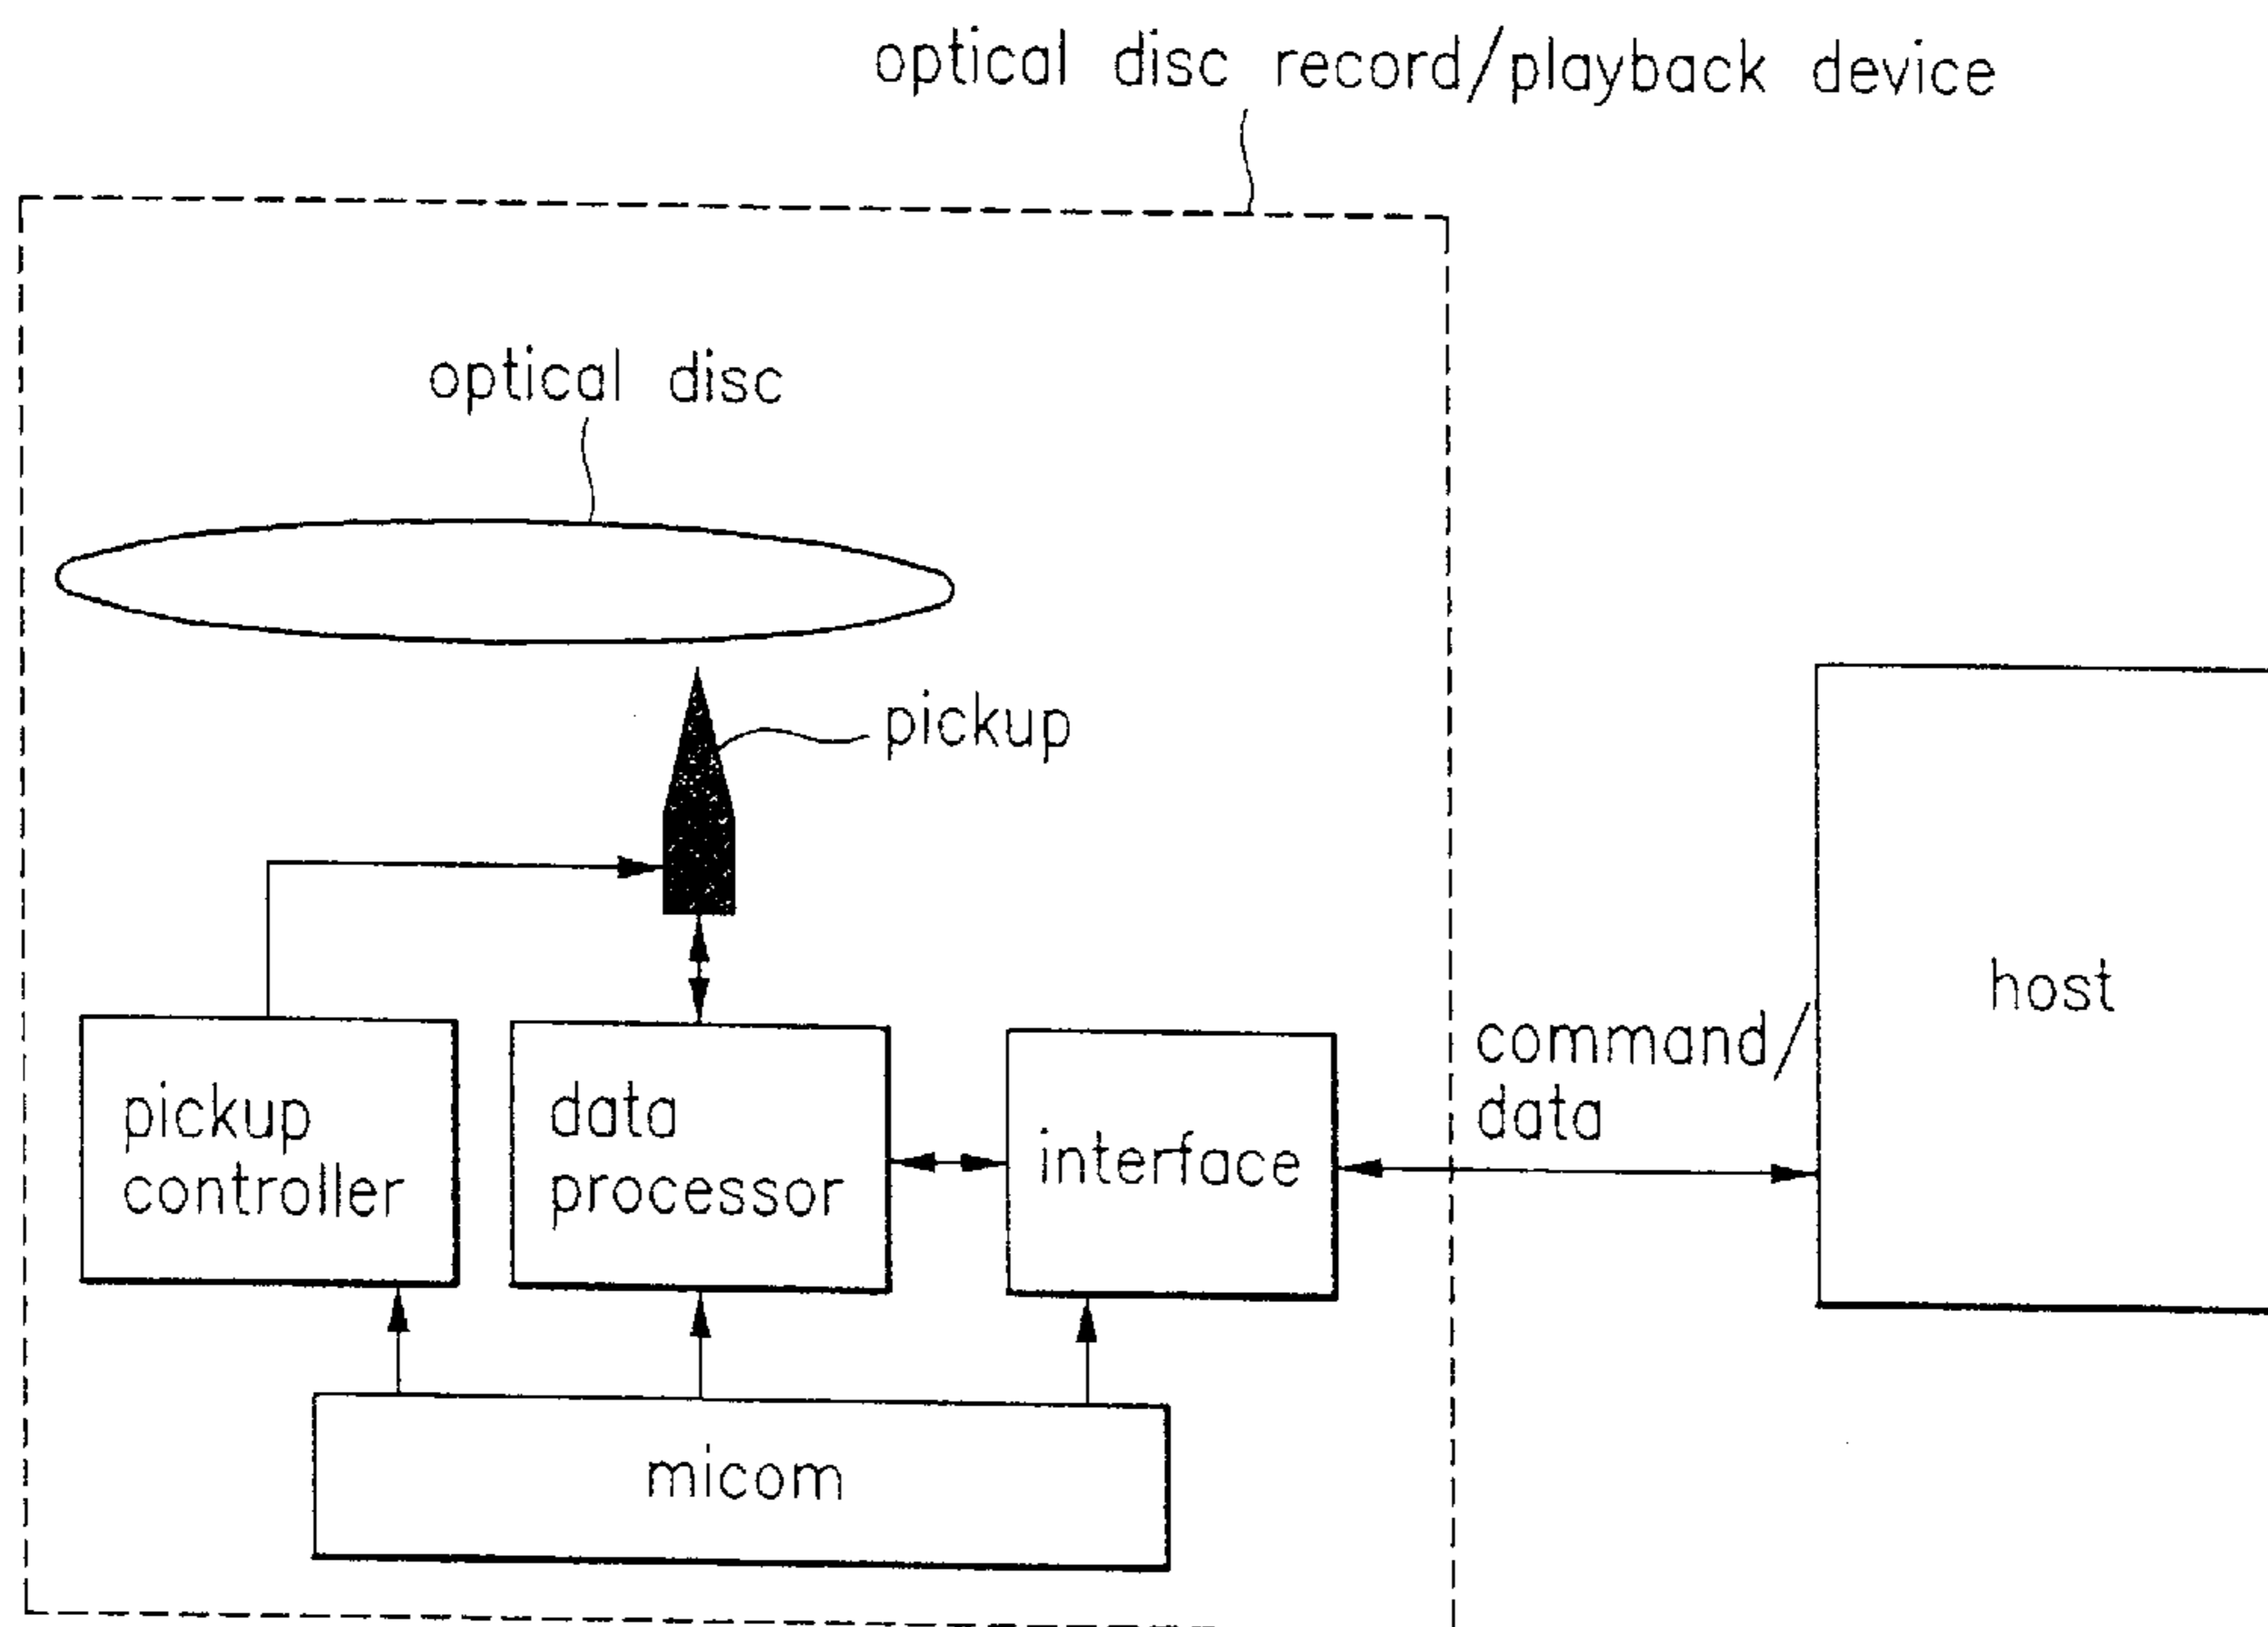 optical disc record/playback device
optical disc
pickup
host
command/
data
pickup
controller
data
processor
interface
micom